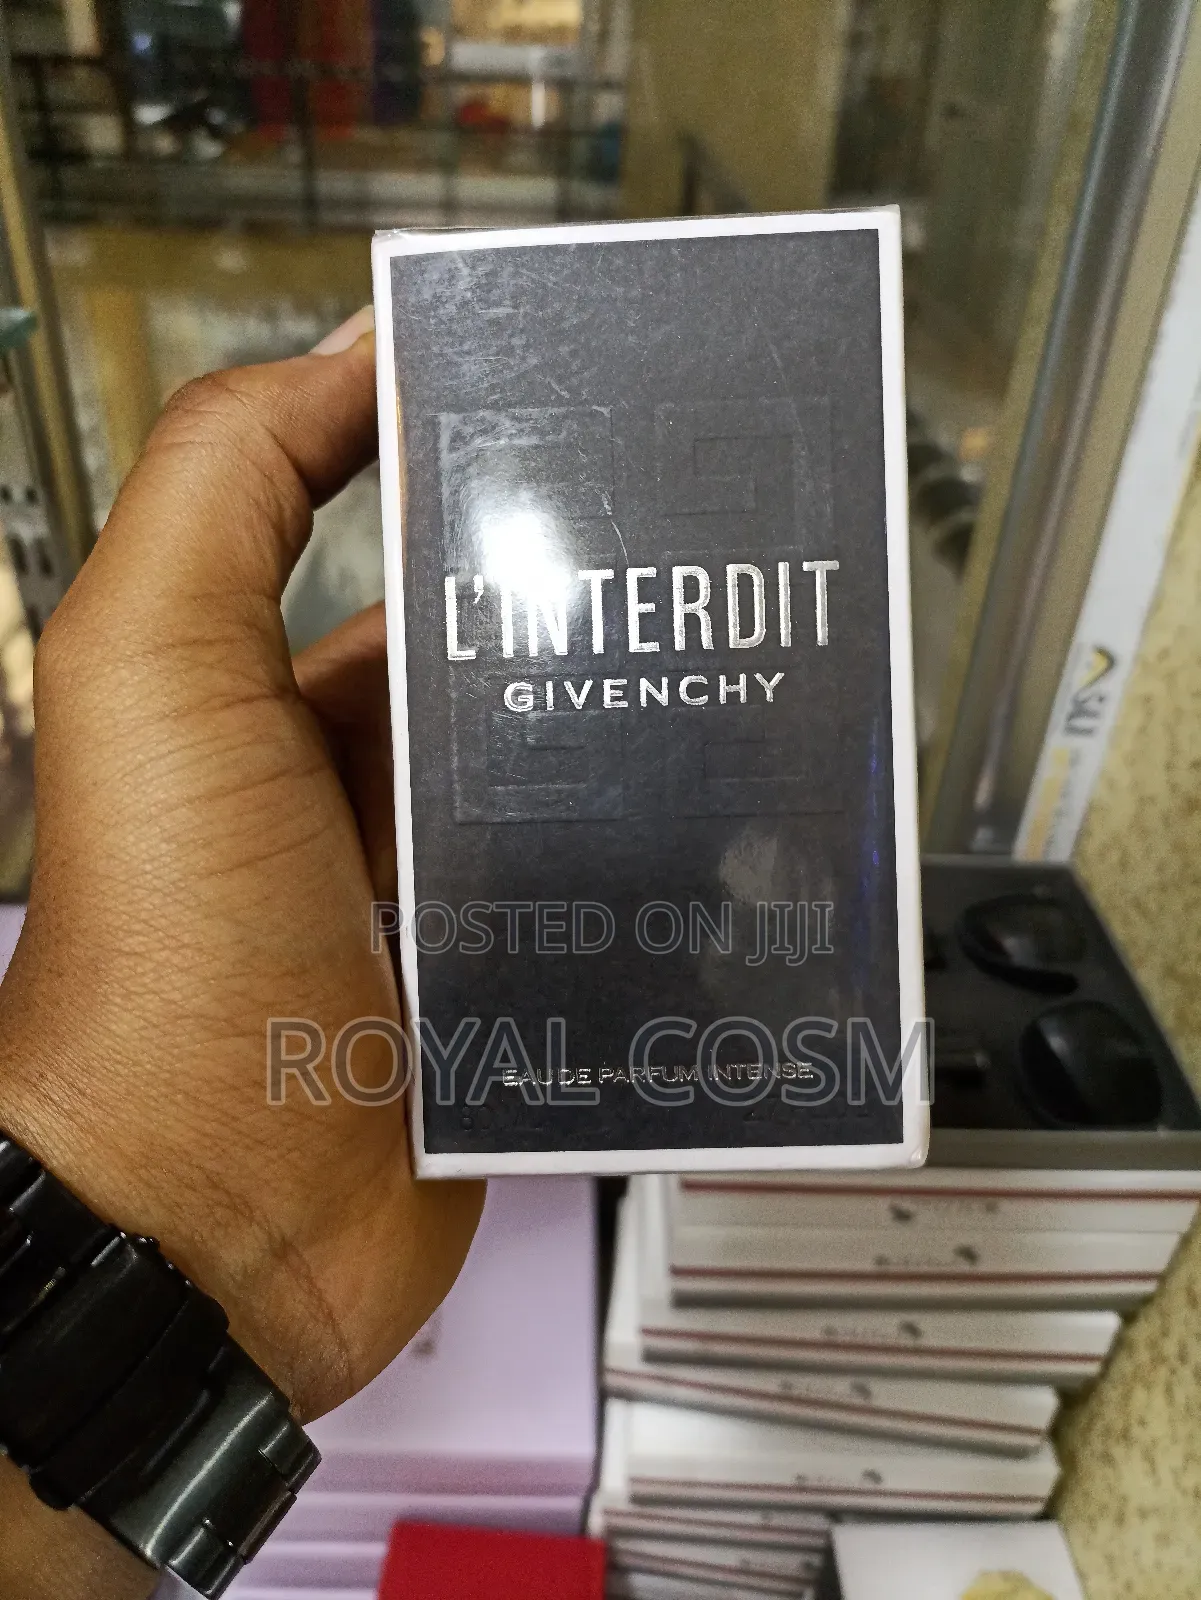 L'INTERDIT
GIVENCHY
POSTED ON JIJI
ROYAL COSM
EAU DE PARFUM INTENSE